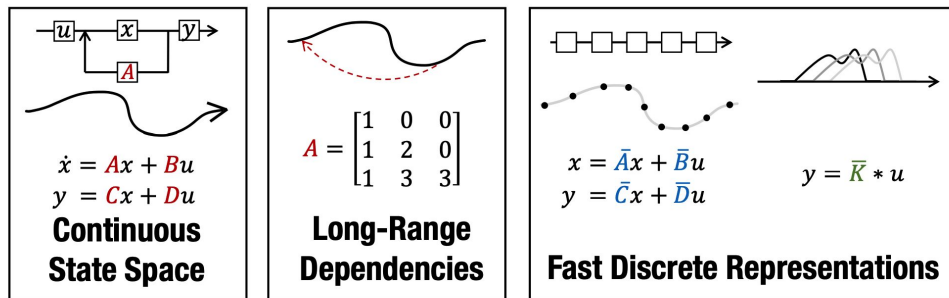 u x y
A
ẋ = Ax + Bu
y = Cx + Du
Continuous
State Space
A = [1 0 0
1 2 0
1 3 3]
Long-Range
Dependencies
x = A̅x + B̅u
y = C̅x + D̅u
y = K̅ ∗ u
Fast Discrete Representations